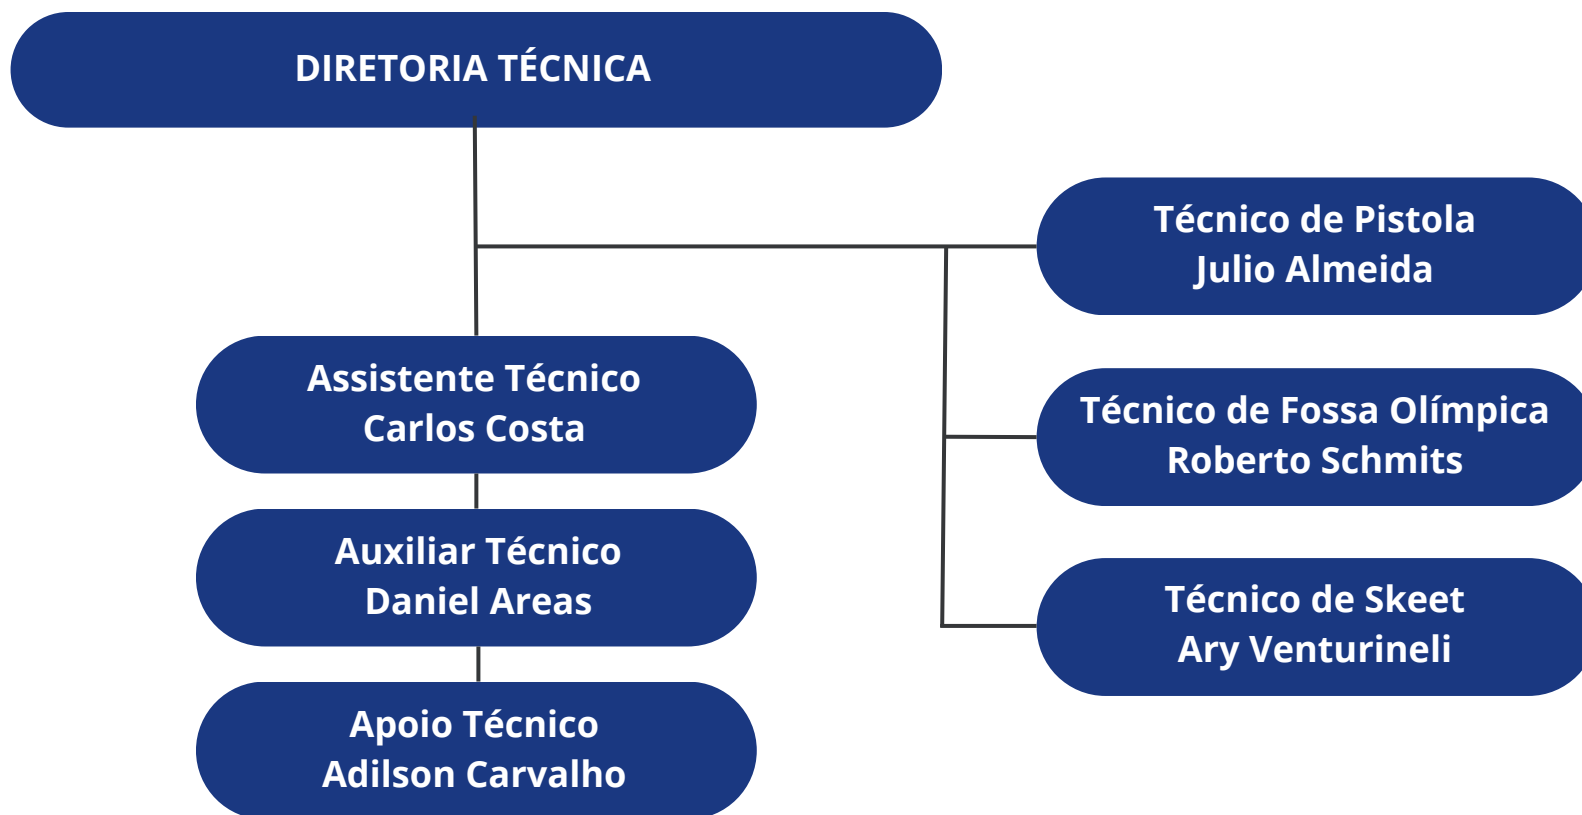 DIRETORIA TÉCNICA
Técnico de Pistola
Julio Almeida
Assistente Técnico
Carlos Costa
Técnico de Fossa Olímpica
Roberto Schmits
Auxiliar Técnico
Daniel Areas
Técnico de Skeet
Ary Venturineli
Apoio Técnico
Adilson Carvalho